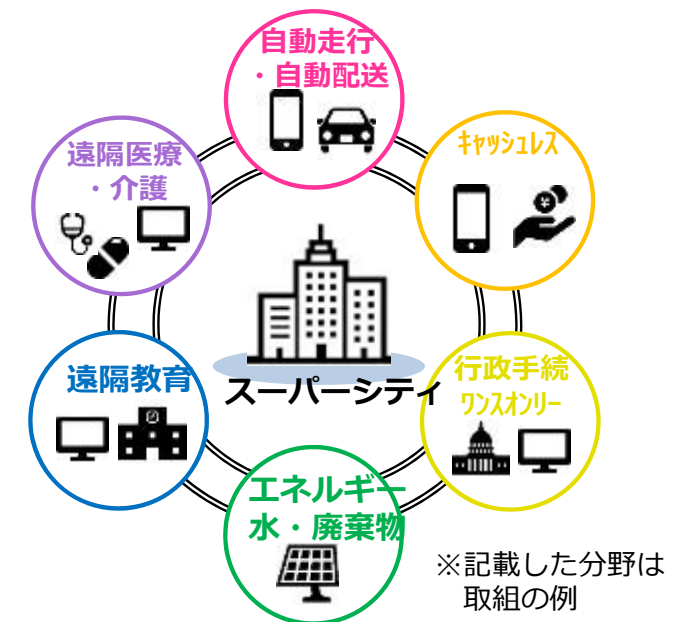 自動走行
・自動配送
遠隔医療
・介護
ｷｬｯｼｭﾚｽ
スーパーシティ
遠隔教育
行政手続
ﾜﾝｽｵﾝﾘｰ
エネルギー
水・廃棄物
※記載した分野は
取組の例